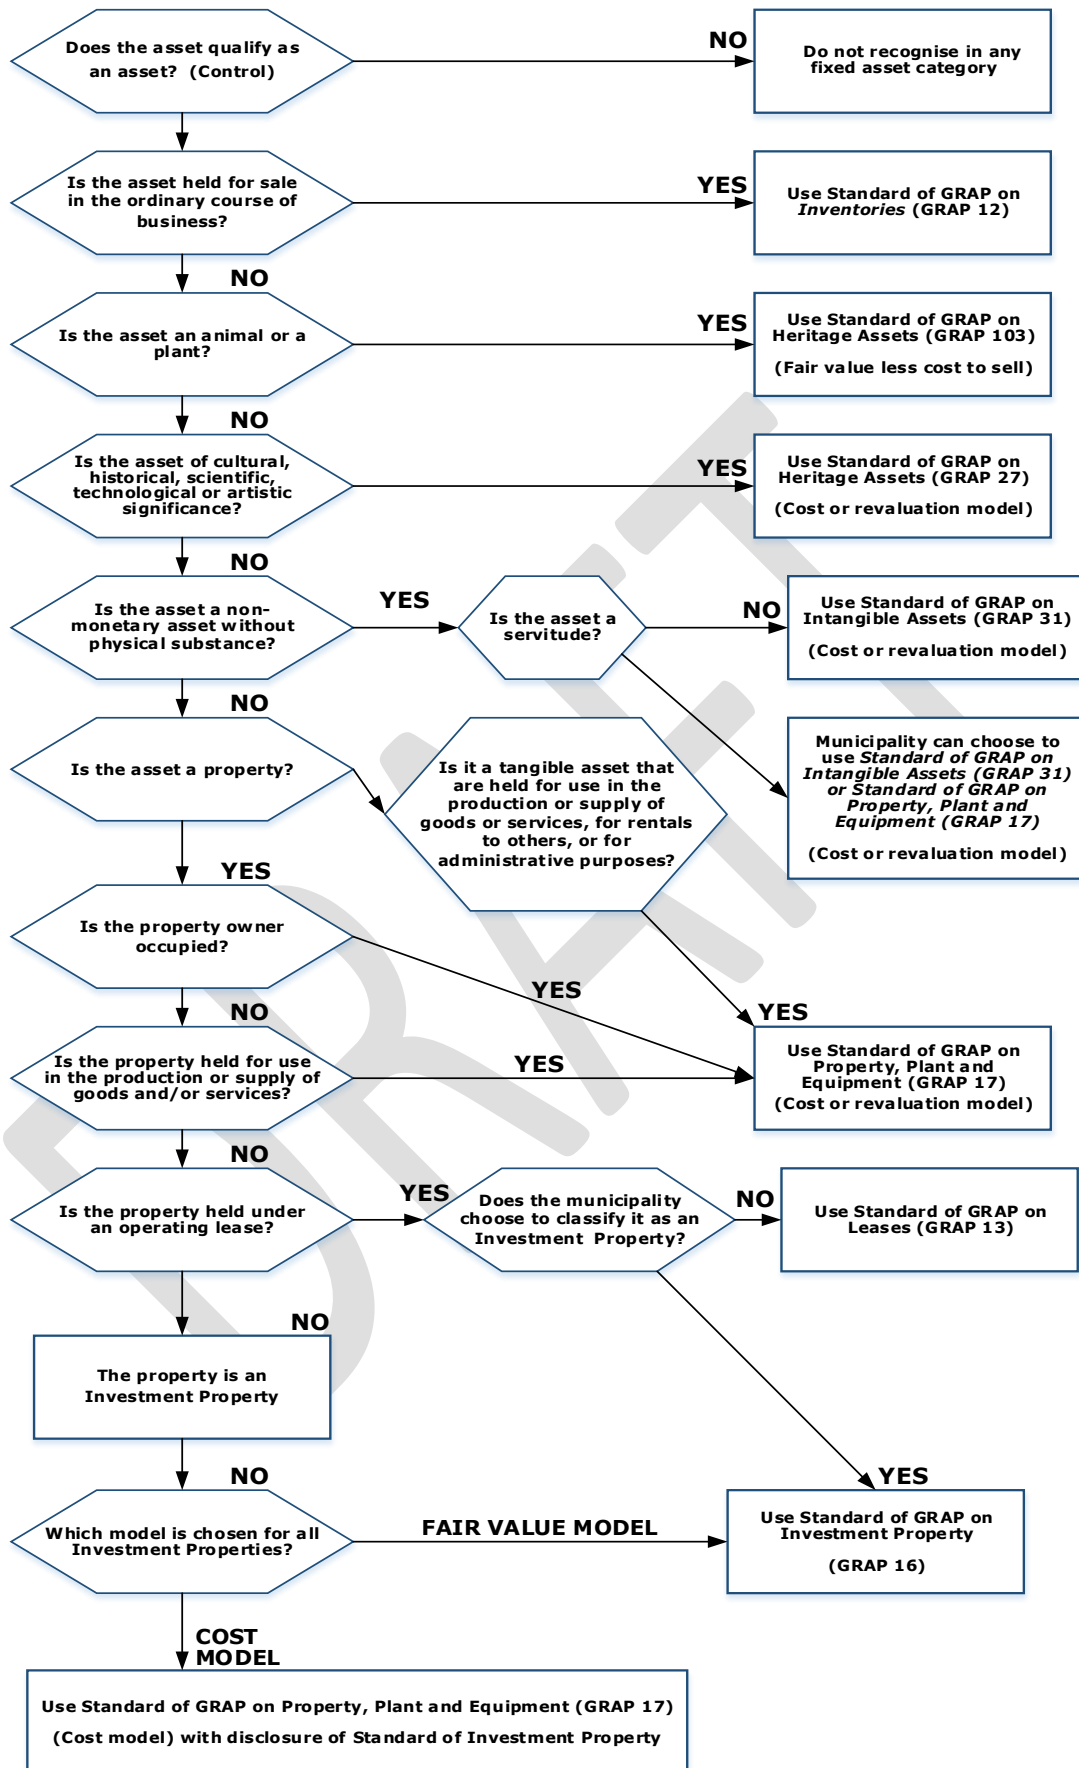 Does the asset qualify as
an asset?  (Control)
NO
Do not recognise in any
fixed asset category
Is the asset held for sale
in the ordinary course of
business?
YES
Use Standard of GRAP on
Inventories (GRAP 12)
NO
Is the asset an animal or a
plant?
YES
Use Standard of GRAP on
Heritage Assets (GRAP 103)
(Fair value less cost to sell)
NO
Is the asset of cultural,
historical, scientific,
technological or artistic
significance?
YES
Use Standard of GRAP on
Heritage Assets (GRAP 27)
(Cost or revaluation model)
NO
Is the asset a non-
monetary asset without
physical substance?
YES
Is the asset a
servitude?
NO
Use Standard of GRAP on
Intangible Assets (GRAP 31)
(Cost or revaluation model)
NO
Is the asset a property?
Is it a tangible asset that
are held for use in the
production or supply of
goods or services, for rentals
to others, or for
administrative purposes?
Municipality can choose to
use Standard of GRAP on
Intangible Assets (GRAP 31)
or Standard of GRAP on
Property, Plant and
Equipment (GRAP 17)
(Cost or revaluation model)
YES
Is the property owner
occupied?
YES
YES
NO
Is the property held for use
in the production or supply of
goods and/or services?
YES
Use Standard of GRAP on
Property, Plant and
Equipment (GRAP 17)
(Cost or revaluation model)
NO
Is the property held under
an operating lease?
YES
Does the municipality
choose to classify it as an
Investment  Property?
NO
Use Standard of GRAP on
Leases (GRAP 13)
NO
The property is an
Investment Property
NO
YES
Which model is chosen for all
Investment Properties?
FAIR VALUE MODEL
Use Standard of GRAP on
Investment Property
(GRAP 16)
COST
MODEL
Use Standard of GRAP on Property, Plant and Equipment (GRAP 17)
(Cost model) with disclosure of Standard of Investment Property
DRAFT